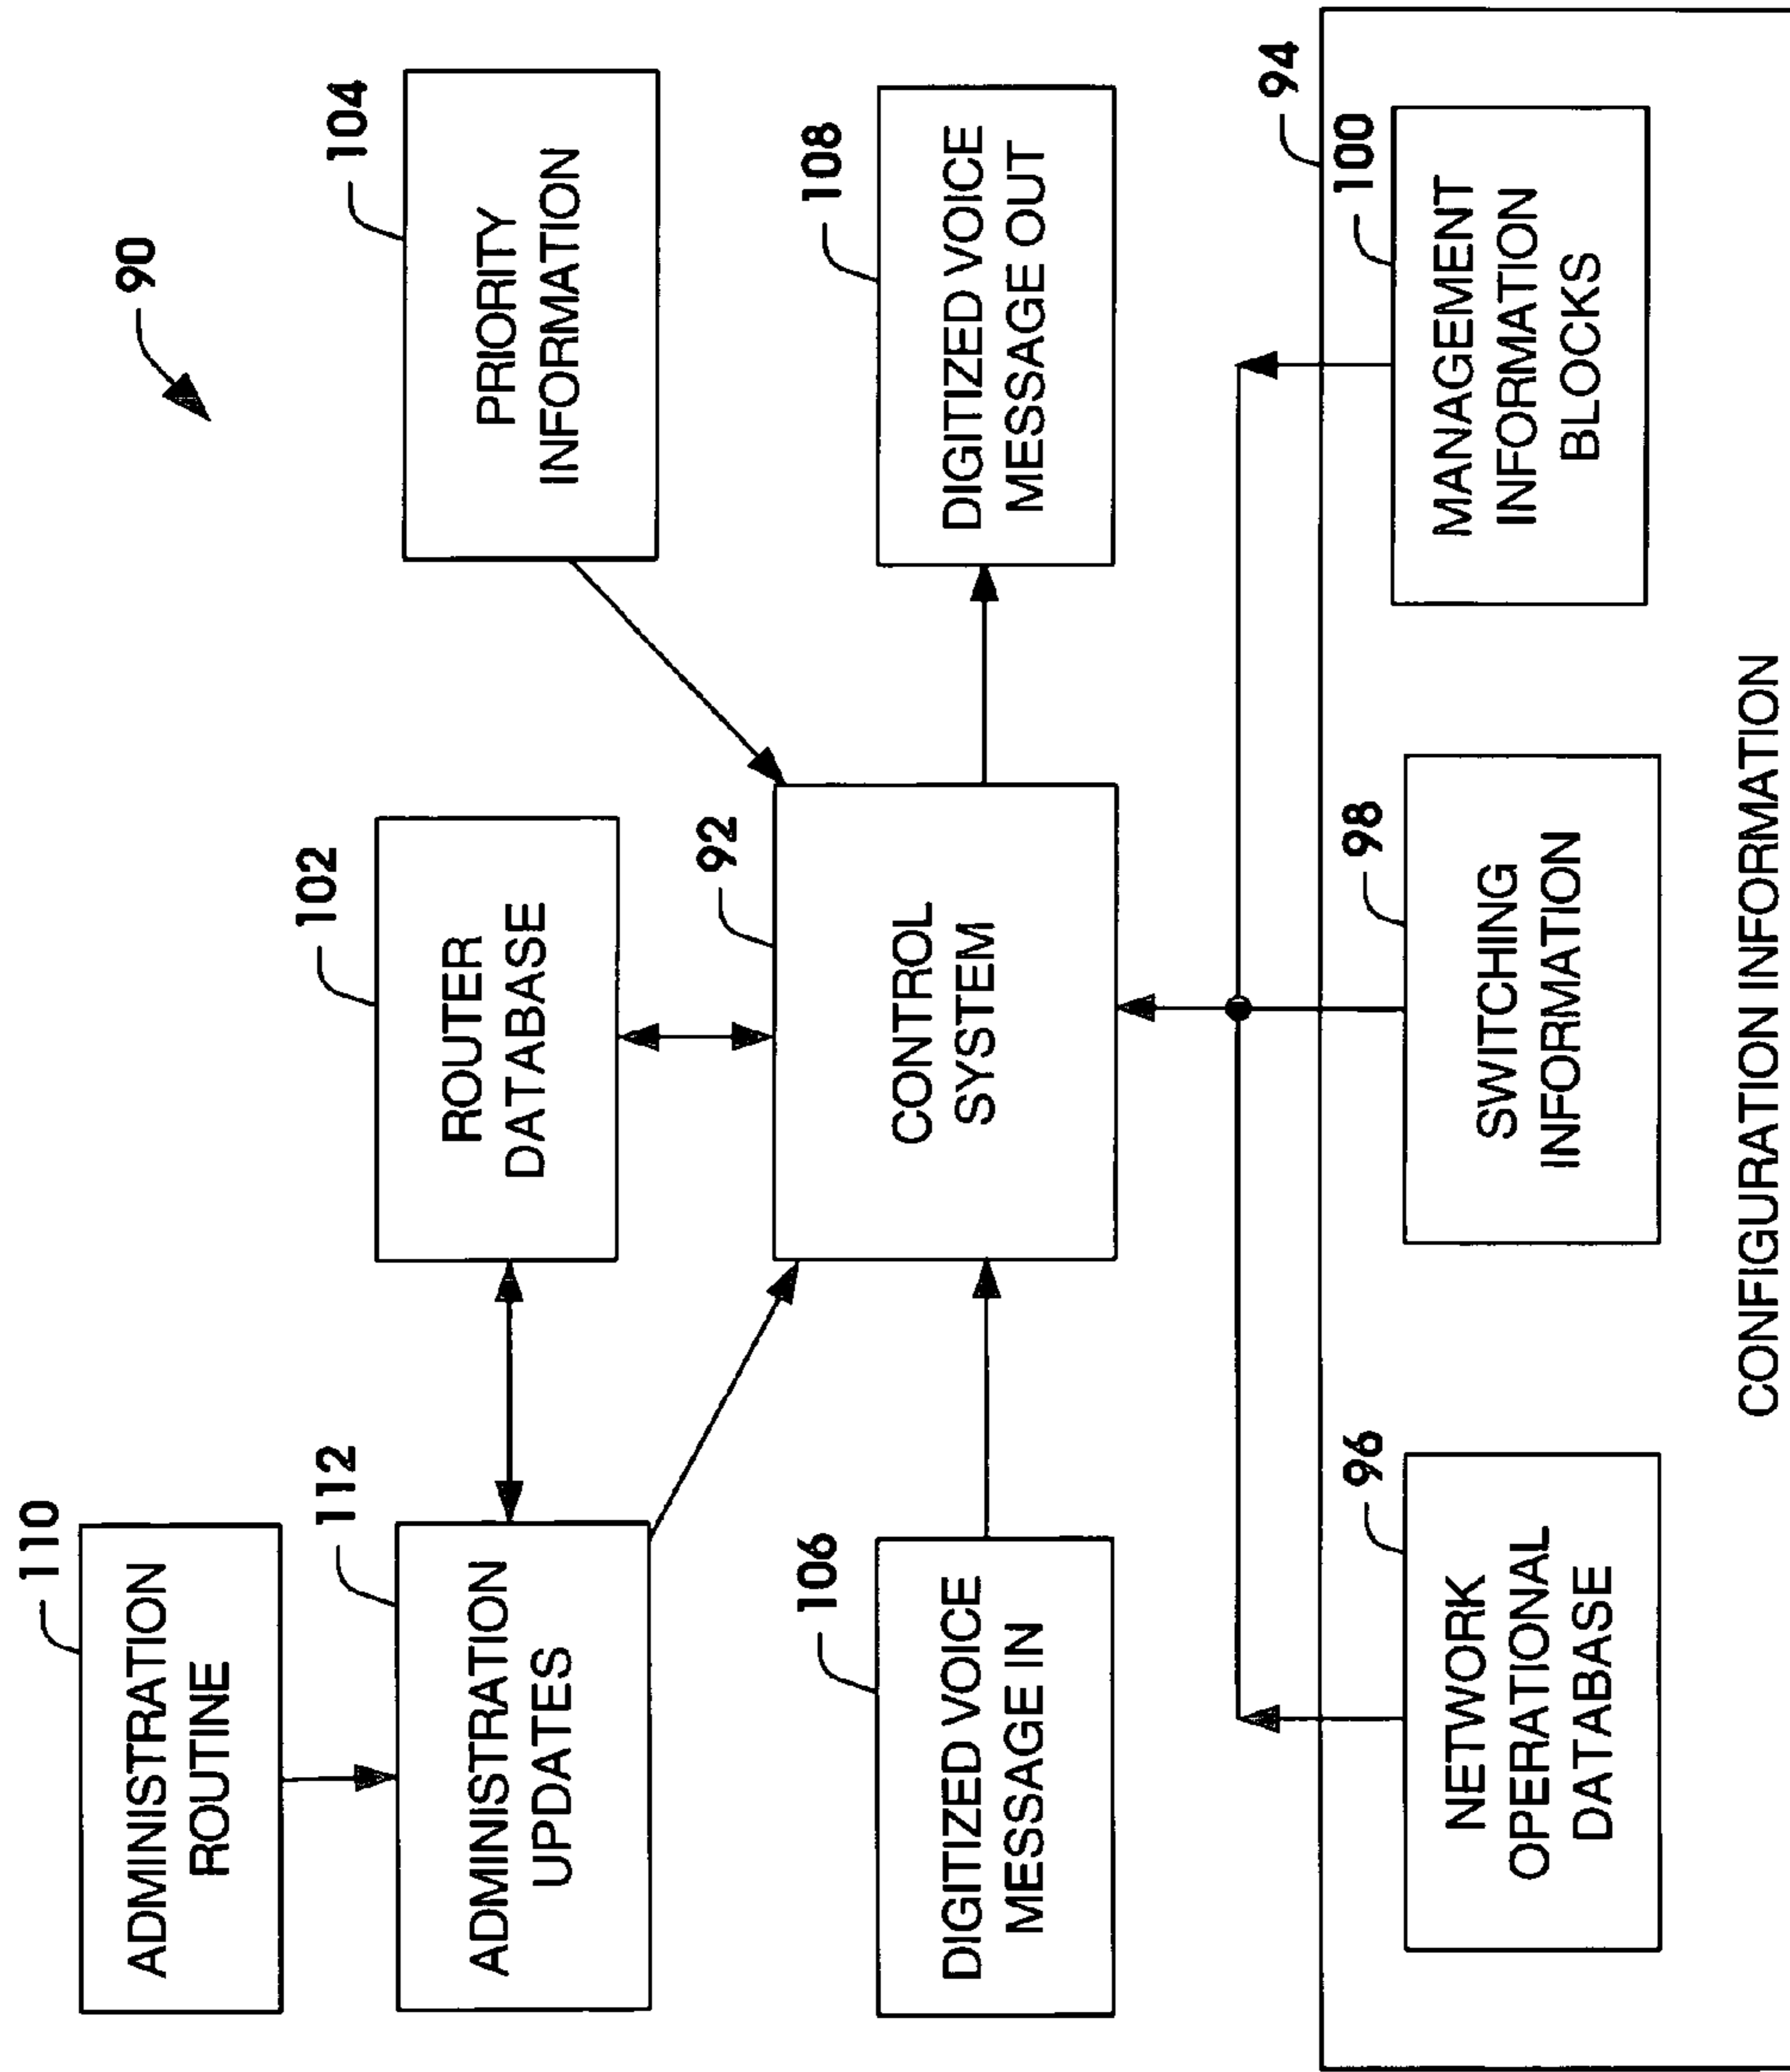 90
110
ADMINISTRATION
ROUTINE
112
ADMINISTRATION
UPDATES
102
ROUTER
DATABASE
104
PRIORITY
INFORMATION
106
DIGITIZED VOICE
MESSAGE IN
92
CONTROL
SYSTEM
108
DIGITIZED VOICE
MESSAGE OUT
94
96
NETWORK
OPERATIONAL
DATABASE
98
SWITCHING
INFORMATION
100
MANAGEMENT
INFORMATION
BLOCKS
CONFIGURATION INFORMATION